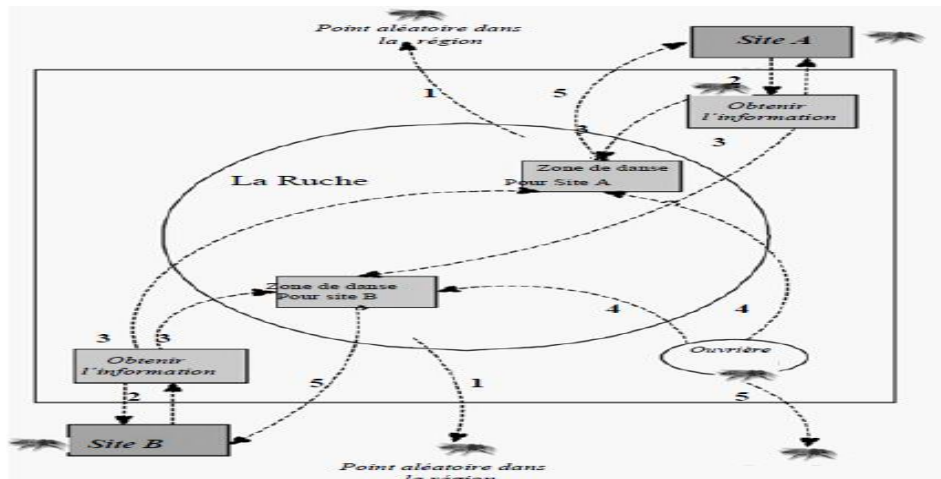 Point aléatoire dans
la région
Site A
1
5
2
Obtenir
l'information
3
3
Zone de danse
Pour Site A
La Ruche
Zone de danse
Pour site B
4
4
3
3
Ouvrière
Obtenir
l'information
5
1
5
2
Site B
Point aléatoire dans
la région